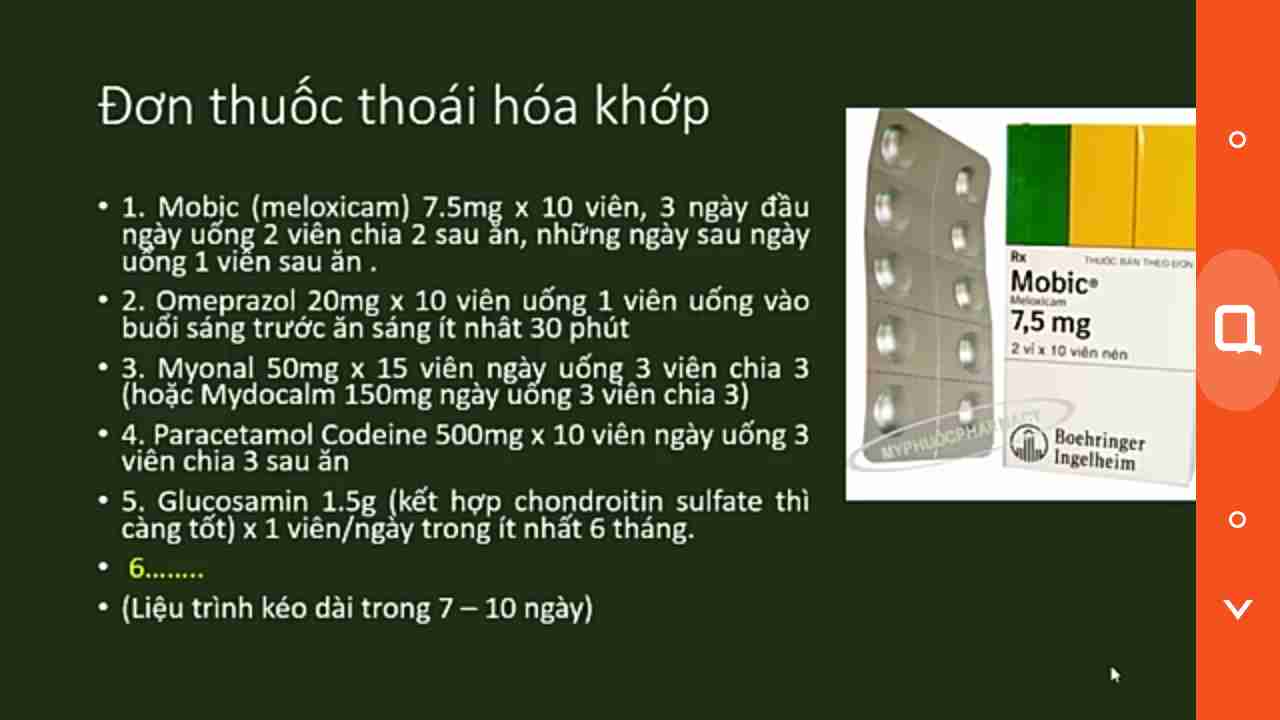 Đơn thuốc thoái hóa khớp
• 1. Mobic (meloxicam) 7.5mg x 10 viên, 3 ngày đầu
ngày uống 2 viên chia 2 sau ăn, những ngày sau ngày
uống 1 viên sau ăn .
• 2. Omeprazol 20mg x 10 viên uống 1 viên uống vào
buổi sáng trước ăn sáng ít nhât 30 phút
• 3. Myonal 50mg x 15 viên ngày uống 3 viên chia 3
(hoặc Mydocalm 150mg ngày uống 3 viên chia 3)
• 4. Paracetamol Codeine 500mg x 10 viên ngày uống 3
viên chia 3 sau ăn
• 5. Glucosamin 1.5g (kết hợp chondroitin sulfate thì
càng tốt) x 1 viên/ngày trong ít nhất 6 tháng.
• 6........
• (Liệu trình kéo dài trong 7 – 10 ngày)
Rx
THUỐC BÁN THEO ĐƠN
Mobic®
Meloxicam
7,5 mg
2 vỉ x 10 viên nén
MYPHUOCPHARMACY
Boehringer
Ingelheim